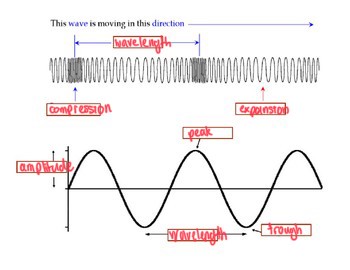 This wave is moving in this direction
wavelength
compression
expansion
peak
amplitude
wavelength
trough